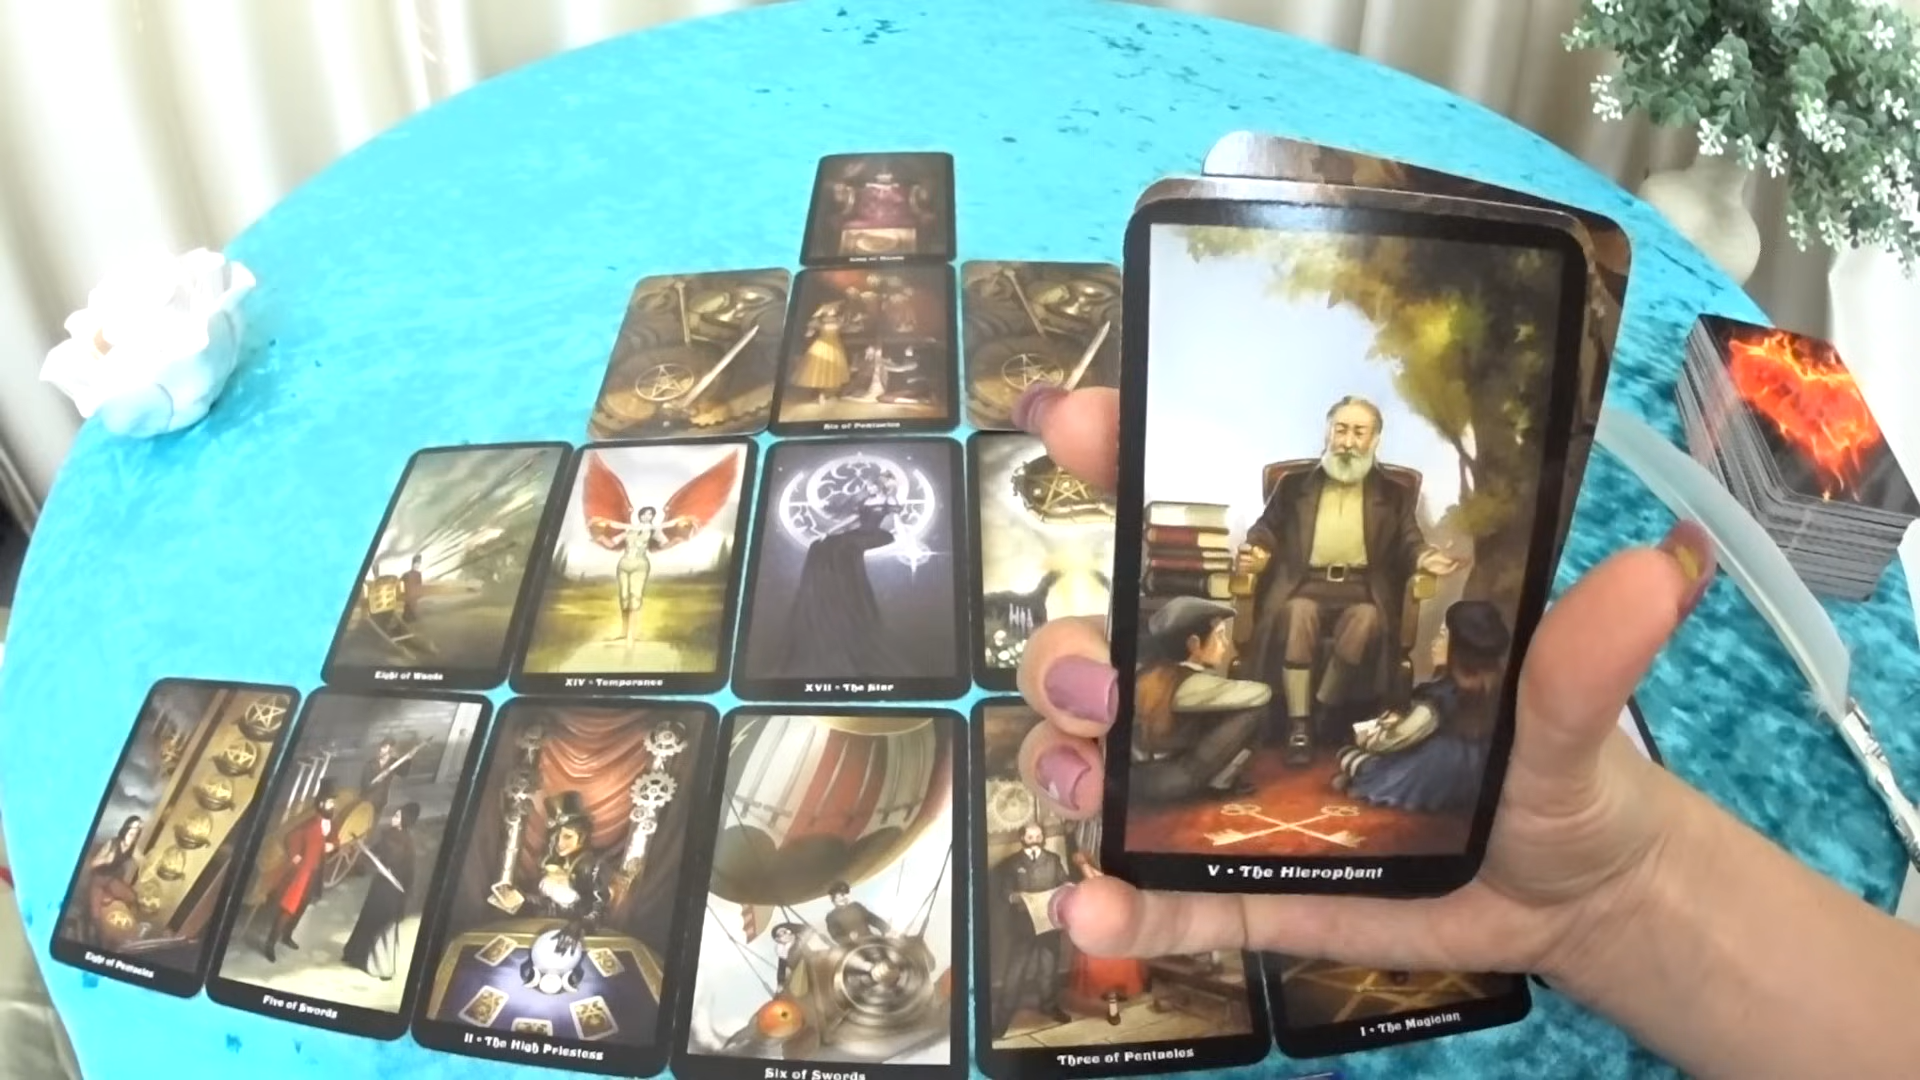 Six of Pentacles
Eight of Wands
XIV • Temperance
XVII • The Star
V • The Hierophant
Eight of Pentacles
Five of Swords
II • The High Priestess
Six of Swords
Three of Pentacles
I • The Magician